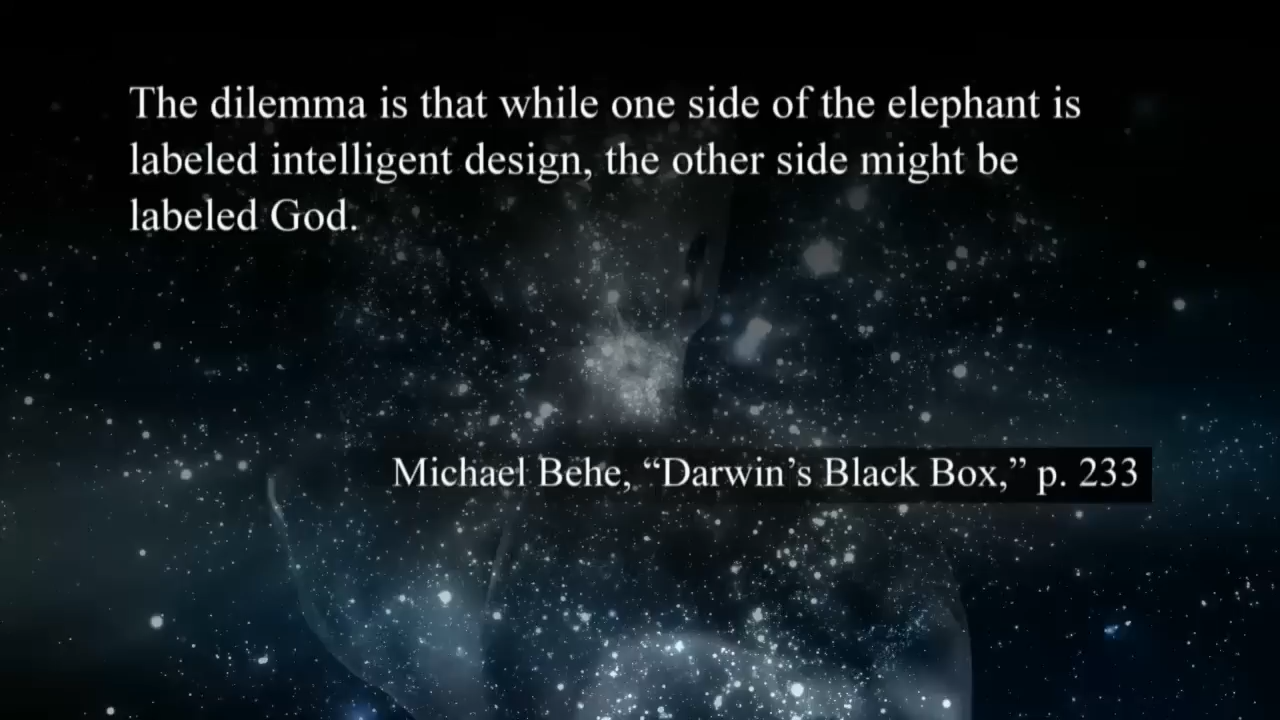 The dilemma is that while one side of the elephant is
labeled intelligent design, the other side might be
labeled God.
Michael Behe, “Darwin’s Black Box,” p. 233